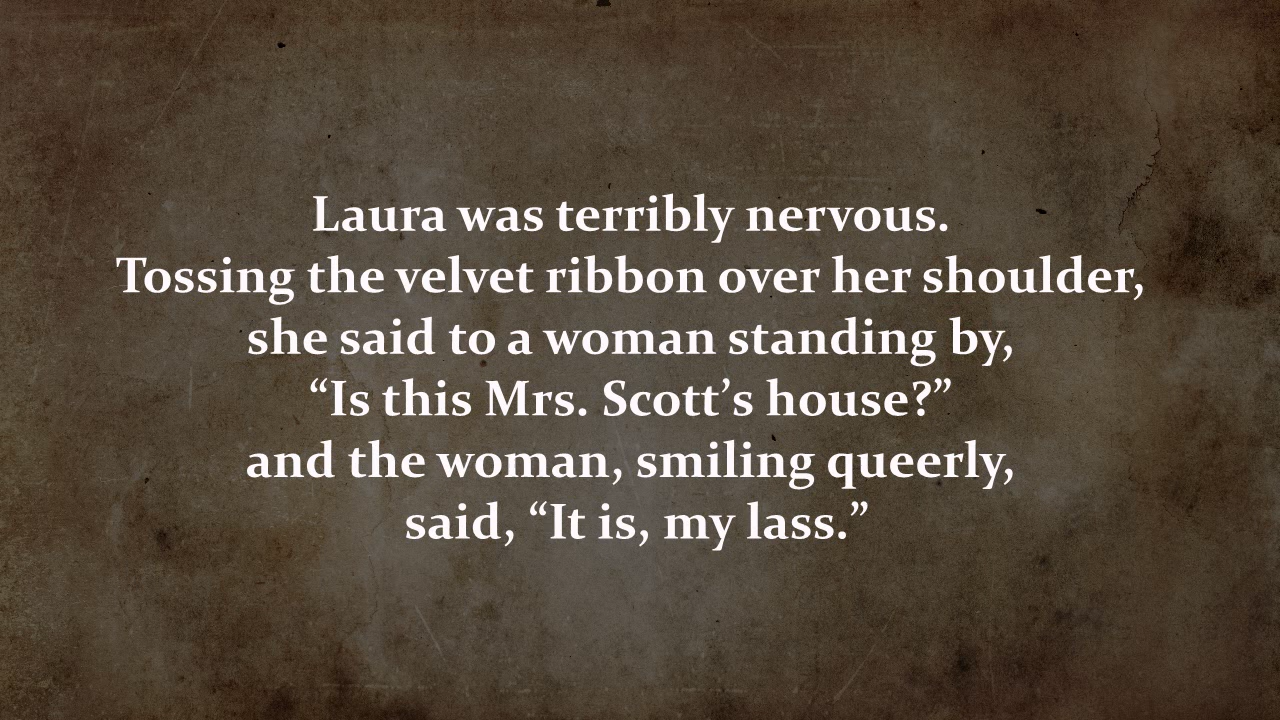 Laura was terribly nervous.
Tossing the velvet ribbon over her shoulder,
she said to a woman standing by,
“Is this Mrs. Scott’s house?”
and the woman, smiling queerly,
said, “It is, my lass.”